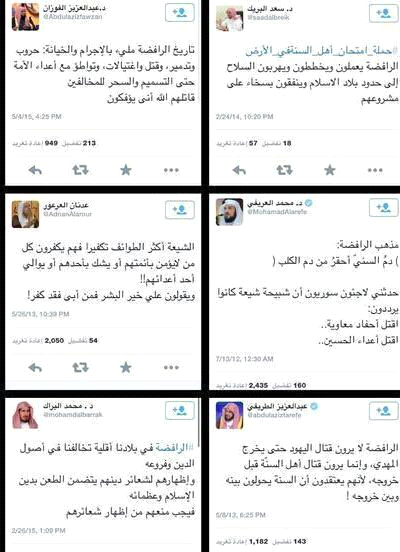 د. سعد البريك
@saadalbreik
#حملة_امتحان_أهل_السنةفي_الأرض
الرافضة يعملون ويخططون ويهربون السلاح
إلى حدود بلاد الاسلام وينفقون بسخاء على
مشروعهم
2/24/14, 10:20 PM
57 إعادة تغريد 18 تفضيل
د.عبدالعزيز الفوزان
@Abdulazizfawzan
تاريخ الرافضة مليء بالإجرام والخيانة: حروب
وتدمير، وقتل واغتيالات، وتواطؤ مع أعداء الأمة
حتى التسميم والسحر للمخالفين
قاتلهم الله أنى يؤفكون
5/4/15, 4:25 PM
949 إعادة تغريد 213 تفضيل
د. محمد العريفي
@MohamadAlarefe
مذهب الرافضة:
) دمُ السنيّ أحقرُ من دم الكلب (
حدثني لاجئون سوريون أن شبيحة شيعة كانوا
يرددون:
اقتل أحفاد معاوية..
اقتل أعداء الحسين..
7/13/12, 12:30 AM
2,435 إعادة تغريد 160 تفضيل
عدنان العرعور
@AdnanAlarour
الشيعة أكثر الطوائف تكفيرا فهم يكفرون كل
من لايؤمن بأئمتهم أو يشك بأحدهم أو يوالي
أحد أعدائهم!!
ويقولون علي خير البشر فمن أبى فقد كفر!
5/26/13, 10:39 PM
2,050 إعادة تغريد 54 تفضيل
عبدالعزيز الطريفي
@abdulaziztarefe
الرافضة لا يرون قتال اليهود حتى يخرج
المهدي، وإنما يرون قتال أهل السنّة قبل
خروجه، لأنهم يعتقدون أن السنة يحولون بينه
وبين خروجه !
5/8/13, 6:25 PM
1,182 إعادة تغريد 143 تفضيل
د . محمد البراك
@mohamdalbarrak
#الرافضة في بلادنا أقلية تخالفنا في أصول
الدين وفروعه
وإظهارهم لشعائر دينهم يتضمن الطعن بدين
الإسلام وعظمائه
فيجب منعهم من إظهار شعائرهم
2/26/15, 1:09 PM